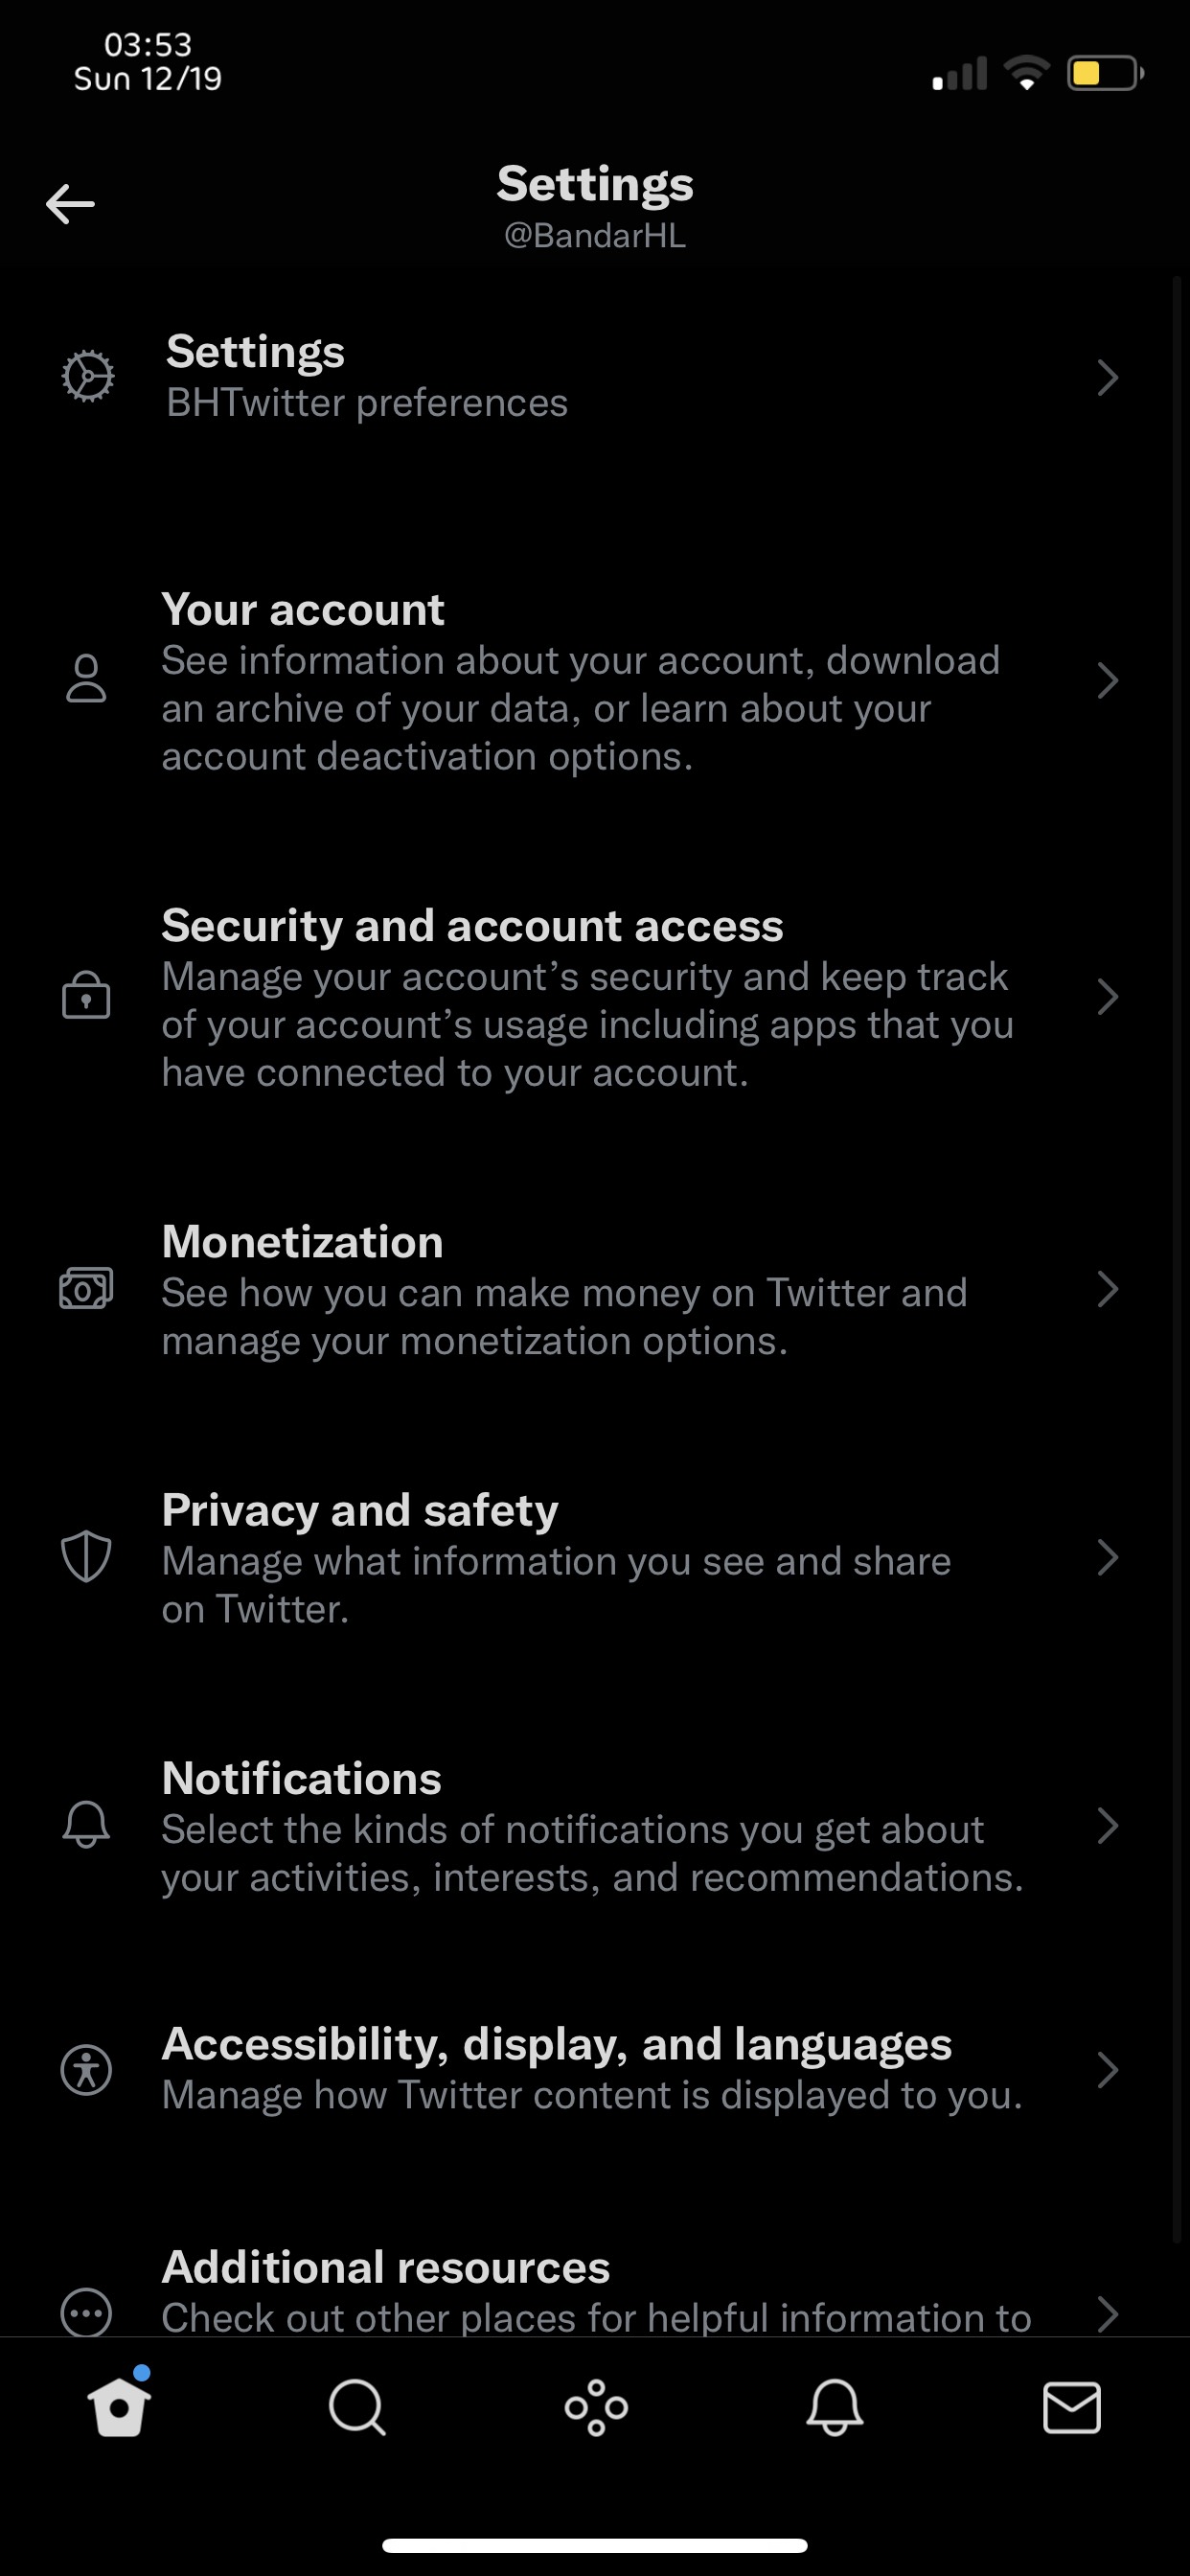 03:53
Sun 12/19
Settings
@BandarHL
Settings
BHTwitter preferences
Your account
See information about your account, download
an archive of your data, or learn about your
account deactivation options.
Security and account access
Manage your account’s security and keep track
of your account’s usage including apps that you
have connected to your account.
Monetization
See how you can make money on Twitter and
manage your monetization options.
Privacy and safety
Manage what information you see and share
on Twitter.
Notifications
Select the kinds of notifications you get about
your activities, interests, and recommendations.
Accessibility, display, and languages
Manage how Twitter content is displayed to you.
Additional resources
Check out other places for helpful information to